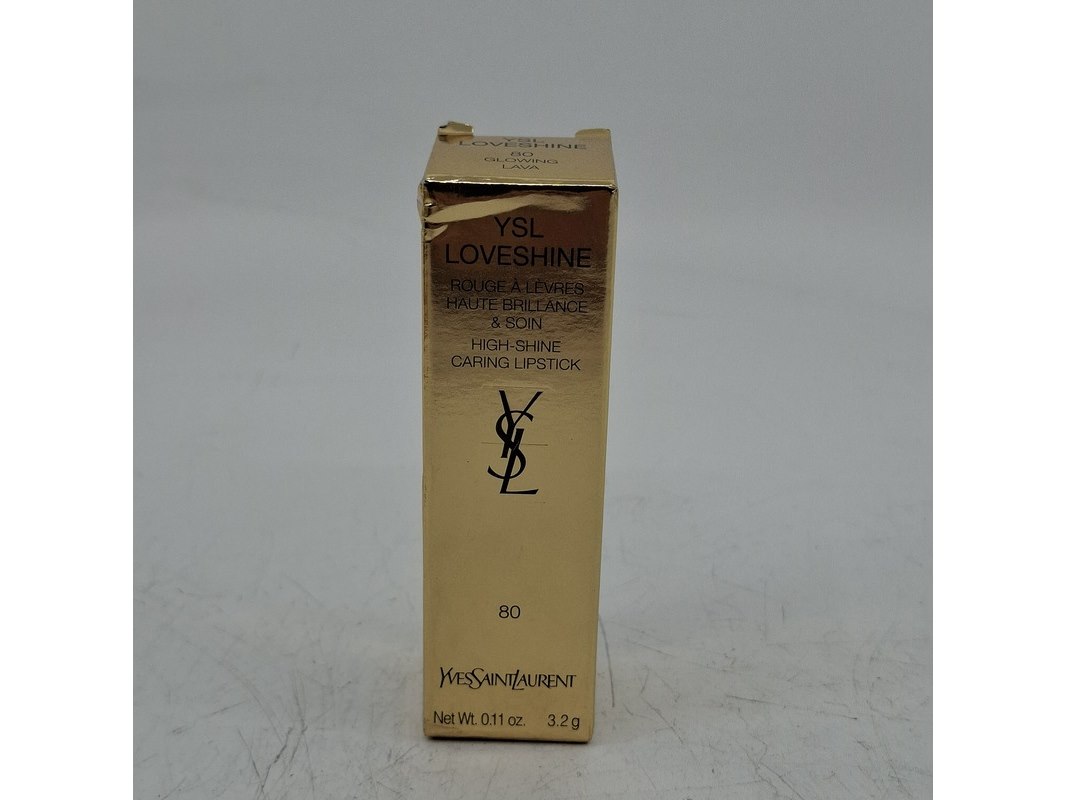 YSL
LOVESHINE
80
GLOWING
LAVA
YSL
LOVESHINE
ROUGE À LÈVRES
HAUTE BRILLANCE
& SOIN
HIGH-SHINE
CARING LIPSTICK
YSL
80
YVESSAINTLAURENT
Net Wt. 0.11 oz. 3.2 g